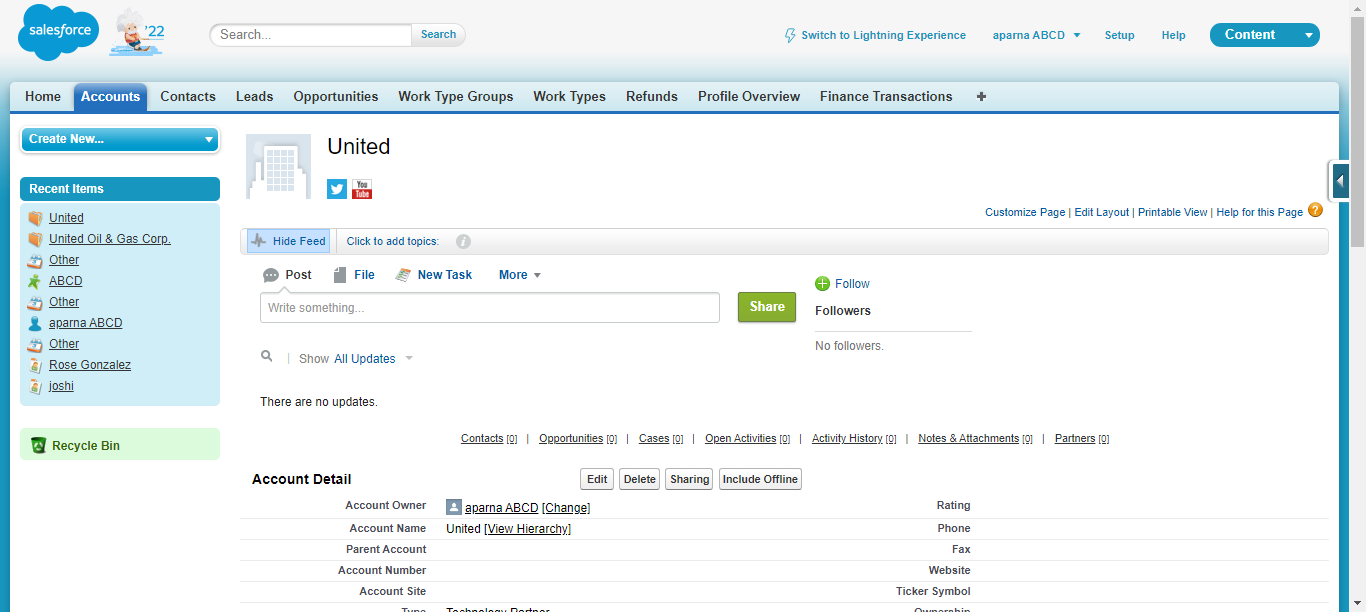 salesforce '22 Search... Search Switch to Lightning Experience aparna ABCD Setup Help Content
Home Accounts Contacts Leads Opportunities Work Type Groups Work Types Refunds Profile Overview Finance Transactions +
Create New...
Recent Items
United
United Oil & Gas Corp.
Other
ABCD
Other
aparna ABCD
Other
Rose Gonzalez
joshi
Recycle Bin
United
You Tube
Customize Page | Edit Layout | Printable View | Help for this Page ?
Hide Feed Click to add topics: i
Post File New Task More
Write something... Share
Follow
Followers
No followers.
Show All Updates
There are no updates.
Contacts [0] | Opportunities [0] | Cases [0] | Open Activities [0] | Activity History [0] | Notes & Attachments [0] | Partners [0]
Account Detail Edit Delete Sharing Include Offline
Account Owner aparna ABCD [Change] Rating
Account Name United [View Hierarchy] Phone
Parent Account Fax
Account Number Website
Account Site Ticker Symbol
Type Technology Partner Ownership